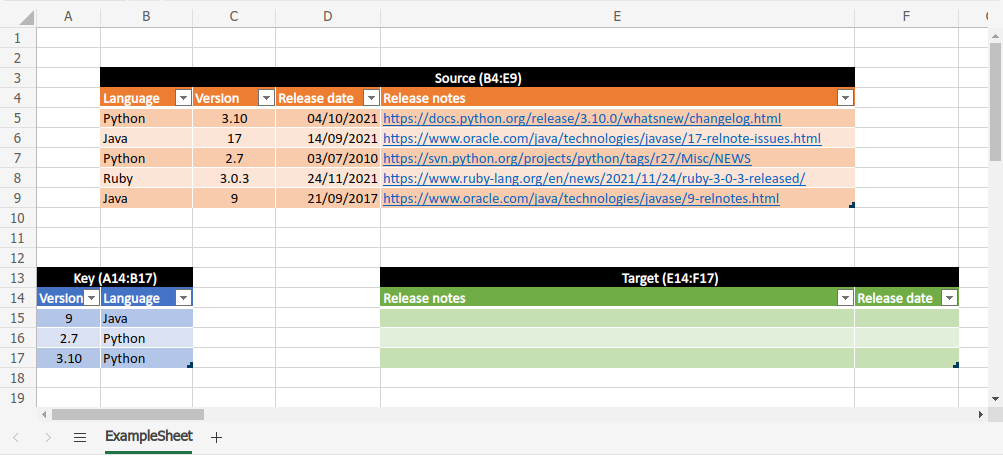 A B C D E F
1
2
3 Source (B4:E9)
4 Language Version Release date Release notes
5 Python 3.10 04/10/2021 https://docs.python.org/release/3.10.0/whatsnew/changelog.html
6 Java 17 14/09/2021 https://www.oracle.com/java/technologies/javase/17-relnote-issues.html
7 Python 2.7 03/07/2010 https://svn.python.org/projects/python/tags/r27/Misc/NEWS
8 Ruby 3.0.3 24/11/2021 https://www.ruby-lang.org/en/news/2021/11/24/ruby-3-0-3-released/
9 Java 9 21/09/2017 https://www.oracle.com/java/technologies/javase/9-relnotes.html
10
11
12
13 Key (A14:B17) Target (E14:F17)
14 Version Language Release notes Release date
15 9 Java
16 2.7 Python
17 3.10 Python
18
19
ExampleSheet